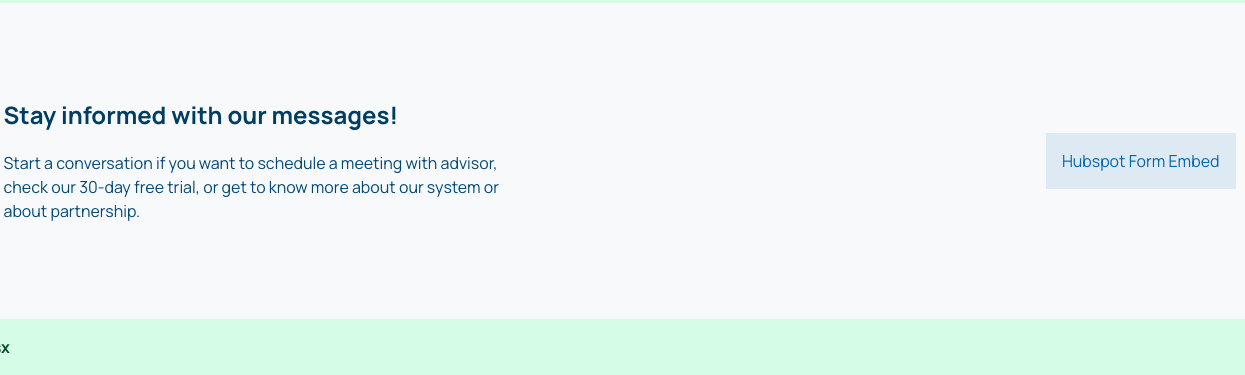 Stay informed with our messages!
Start a conversation if you want to schedule a meeting with advisor,
check our 30-day free trial, or get to know more about our system or
about partnership.
Hubspot Form Embed